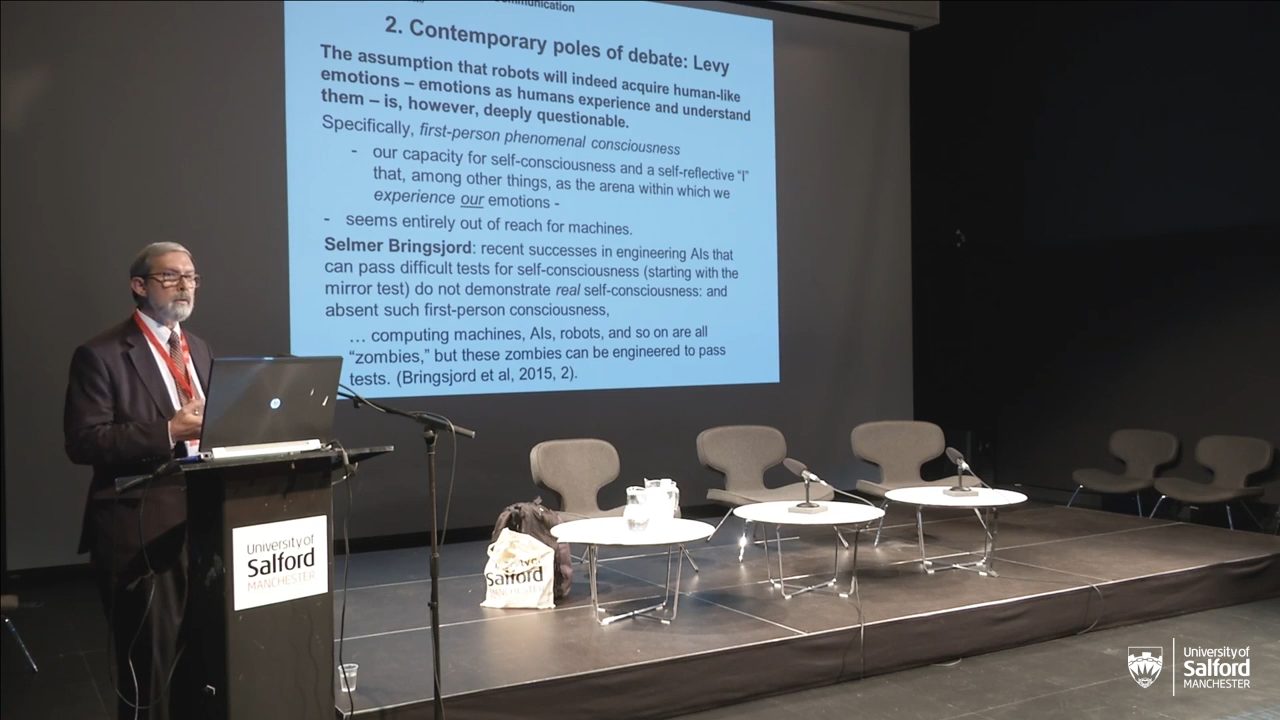 mmunication
2. Contemporary poles of debate: Levy
The assumption that robots will indeed acquire human-like
emotions – emotions as humans experience and understand
them – is, however, deeply questionable.
Specifically, first-person phenomenal consciousness
- our capacity for self-consciousness and a self-reflective "I"
that, among other things, as the arena within which we
experience our emotions -
- seems entirely out of reach for machines.
Selmer Bringsjord: recent successes in engineering AIs that
can pass difficult tests for self-consciousness (starting with the
mirror test) do not demonstrate real self-consciousness: and
absent such first-person consciousness,
… computing machines, AIs, robots, and so on are all
“zombies,” but these zombies can be engineered to pass
tests. (Bringsjord et al, 2015, 2).
University of
Salford
MANCHESTER
Salford
MANCHESTER
University of
Salford
MANCHESTER